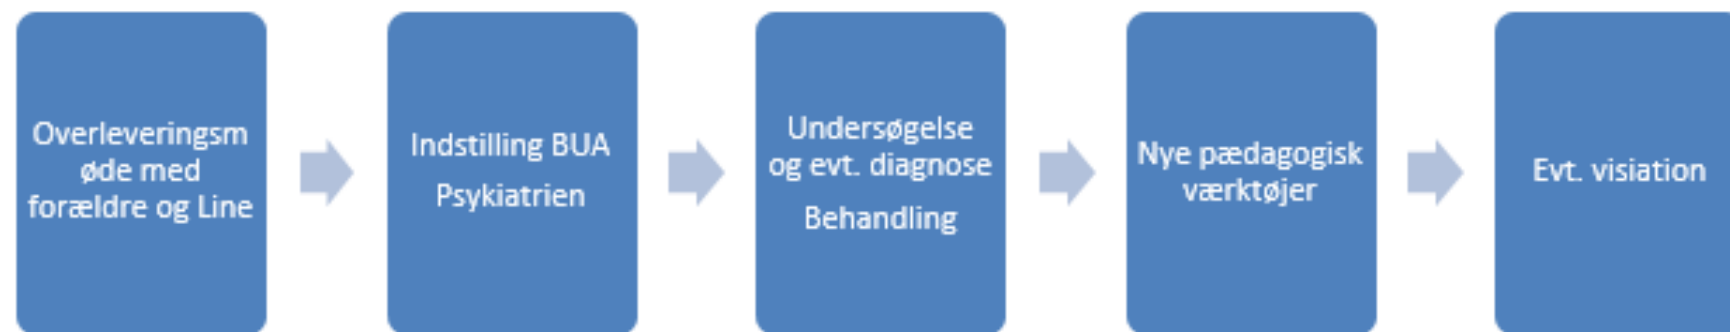 Overleveringsm
øde med
forældre og Line
Indstilling BUA
Psykiatrien
Undersøgelse
og evt. diagnose
Behandling
Nye pædagogisk
værktøjer
Evt. visiation